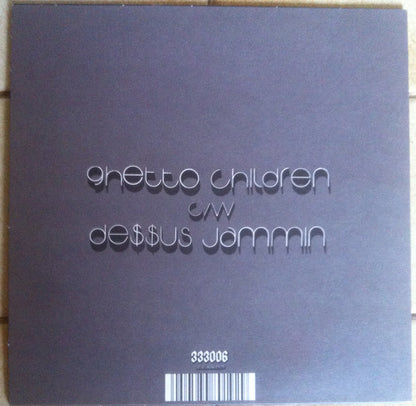 ghetto children
c/w
de$$us jammin
333006